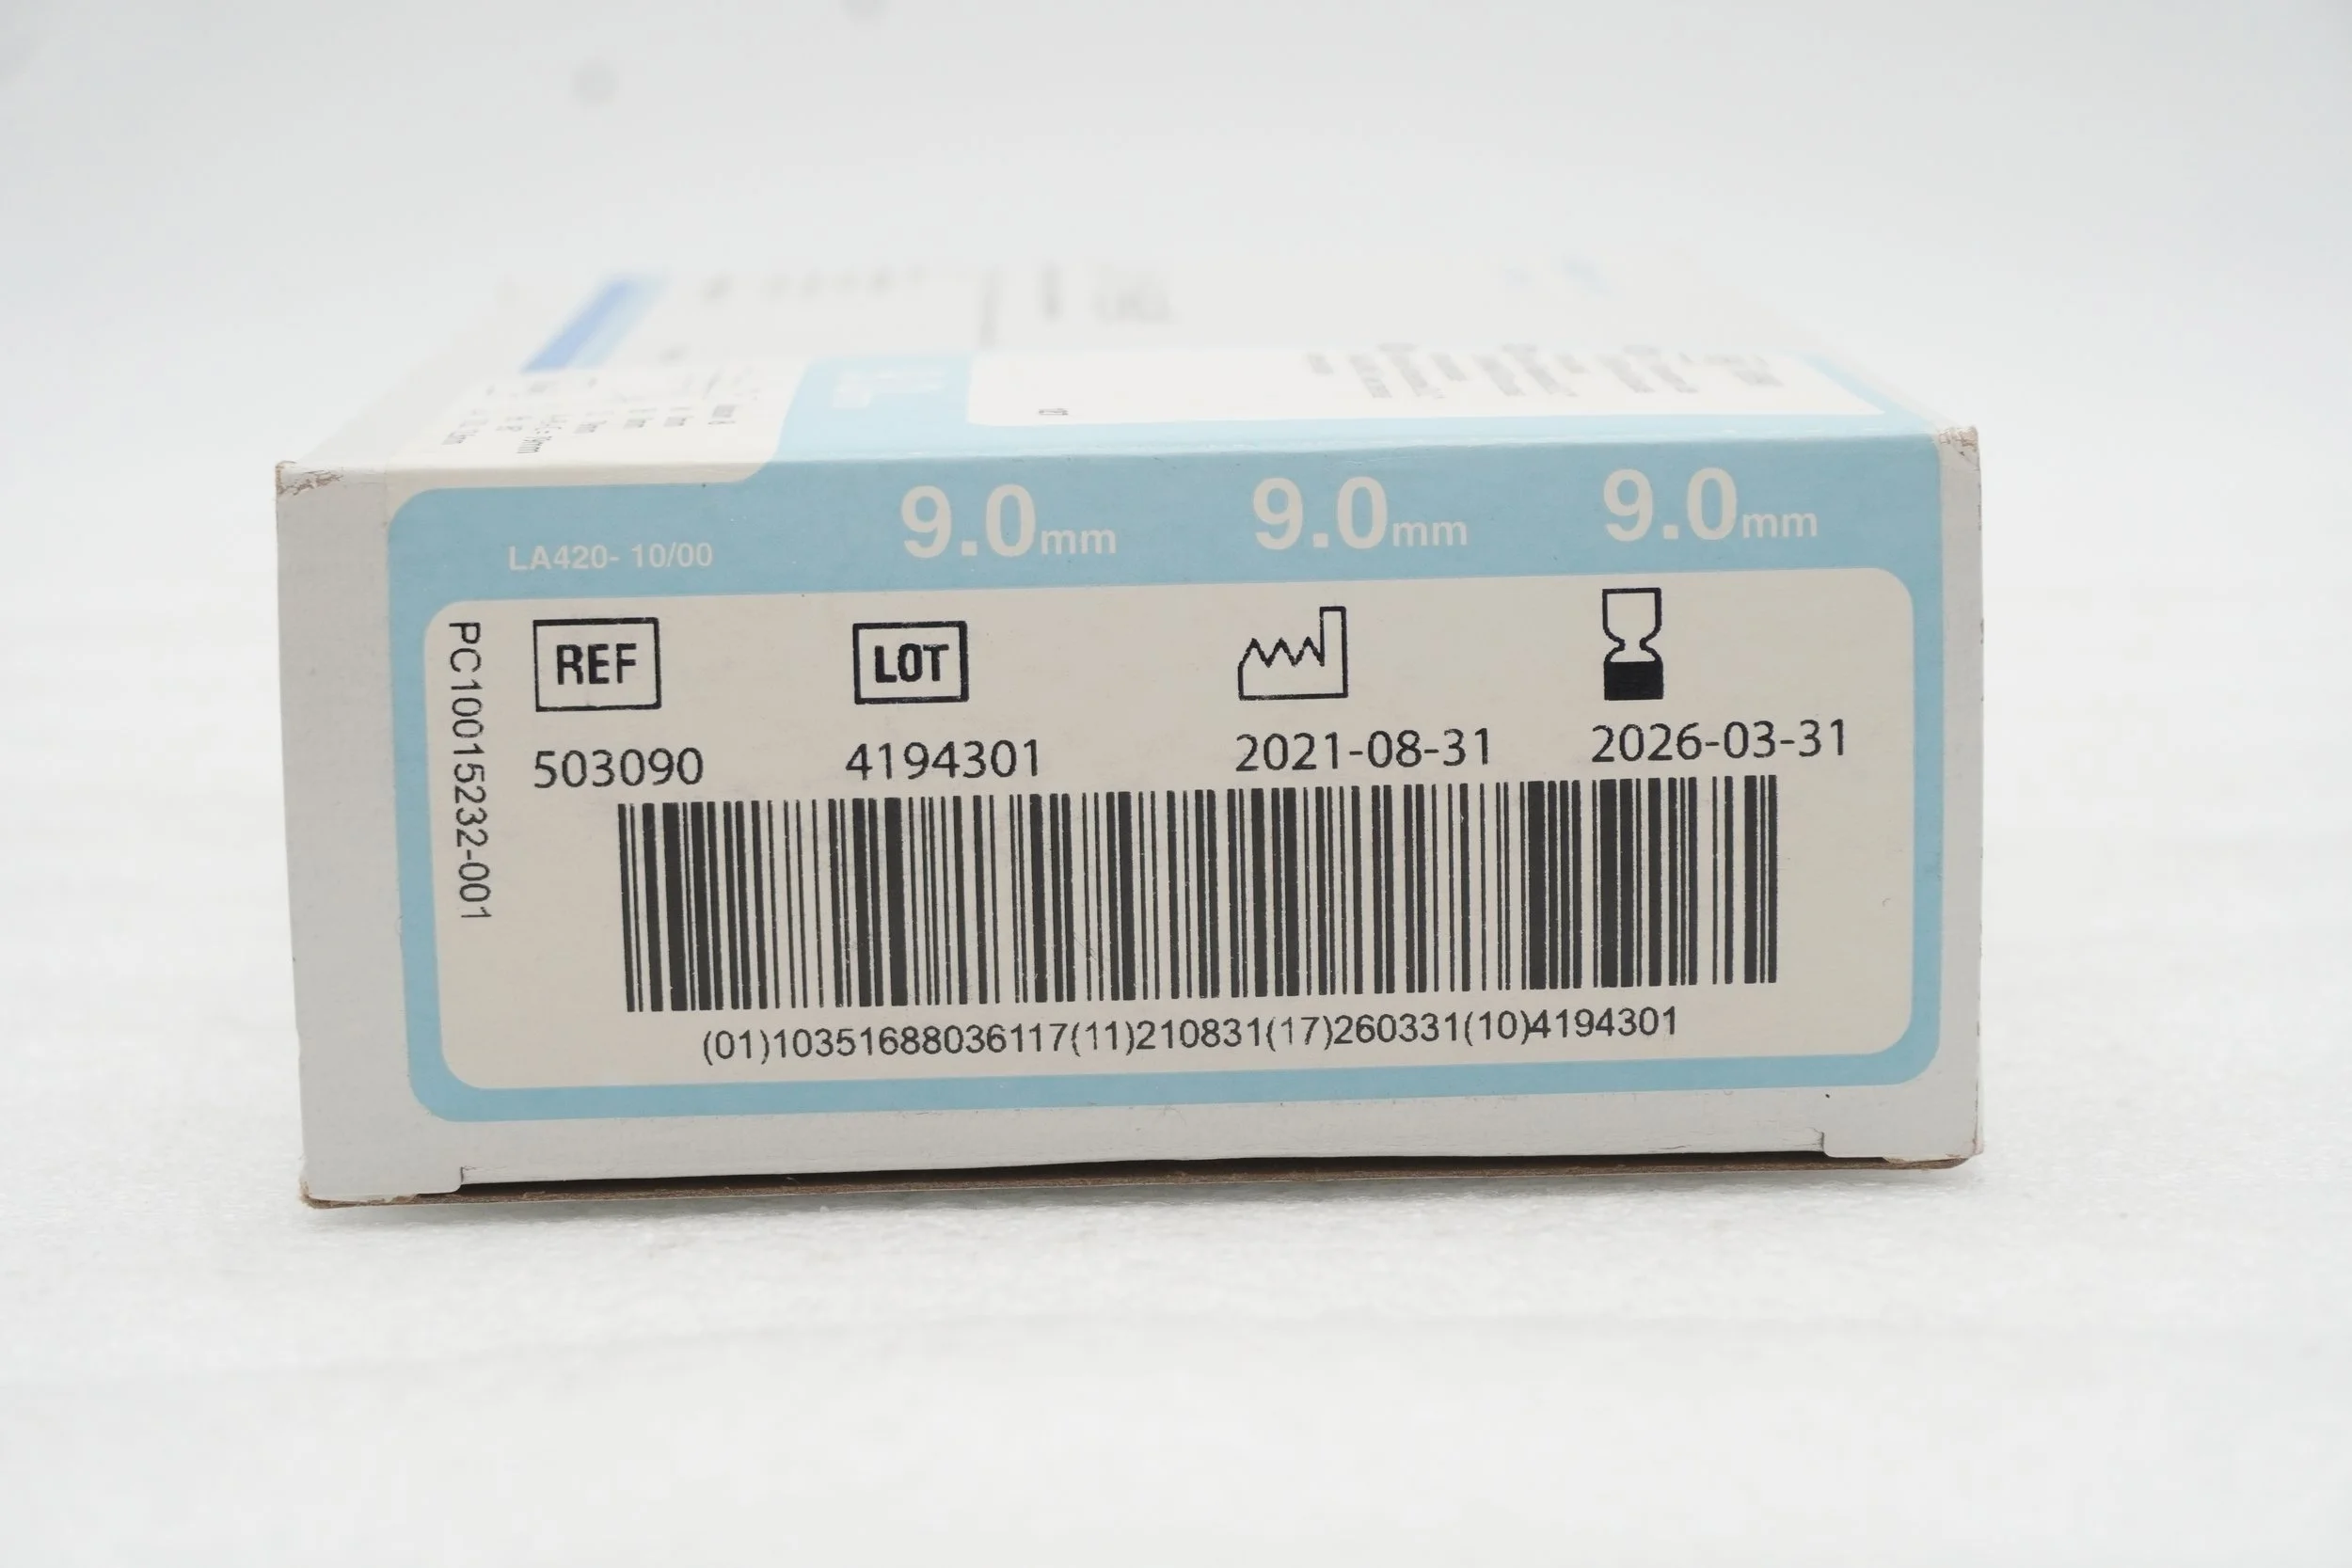 LA420- 10/00
9.0mm 9.0mm 9.0mm
PC10015232-001
REF LOT
503090 4194301 2021-08-31 2026-03-31
(01)10351688036117(11)210831(17)260331(10)4194301